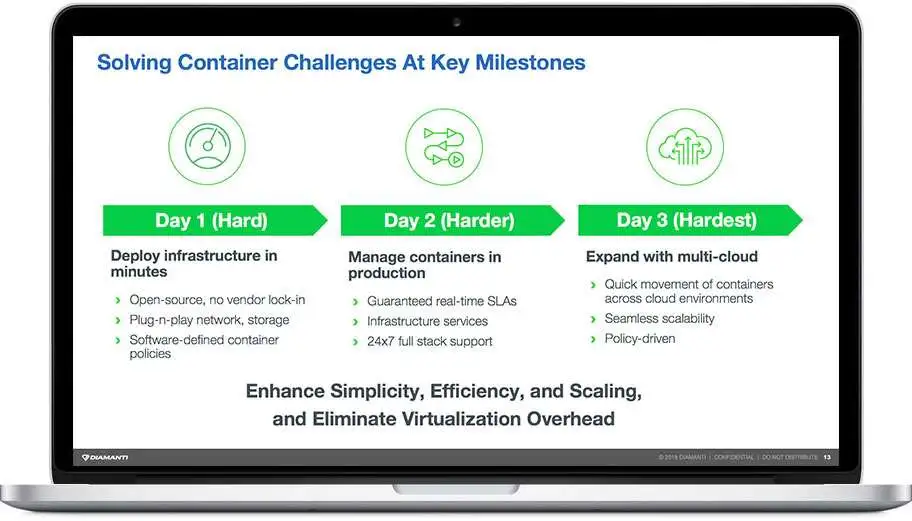 Solving Container Challenges At Key Milestones
Day 1 (Hard)
Deploy infrastructure in
minutes
Open-source, no vendor lock-in
Plug-n-play network, storage
Software-defined container
policies
Day 2 (Harder)
Manage containers in
production
Guaranteed real-time SLAs
Infrastructure services
24x7 full stack support
Day 3 (Hardest)
Expand with multi-cloud
Quick movement of containers
across cloud environments
Seamless scalability
Policy-driven
Enhance Simplicity, Efficiency, and Scaling,
and Eliminate Virtualization Overhead
DIAMANTI
© 2018 DIAMANTI | CONFIDENTIAL | DO NOT DISTRIBUTE 13